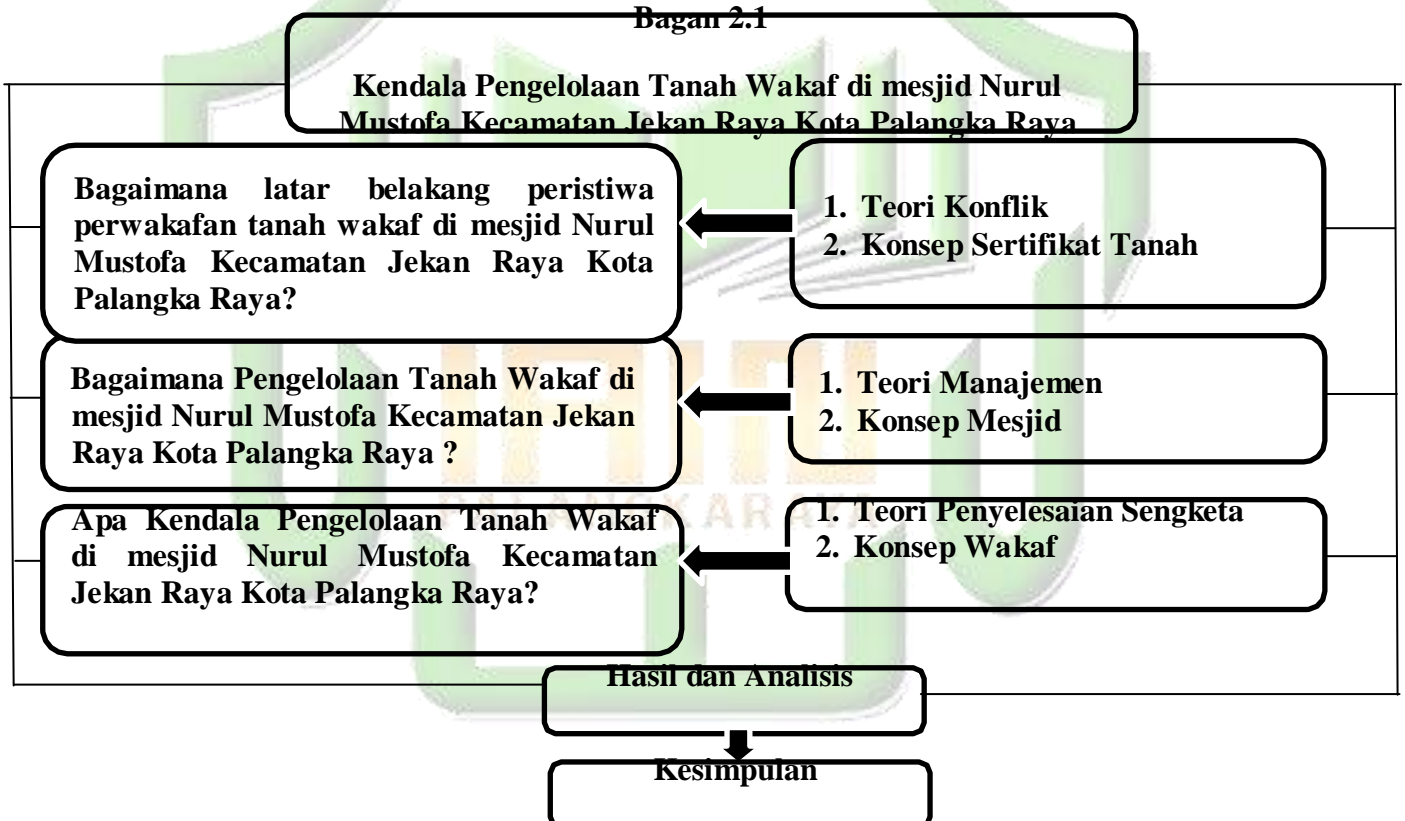 Bagan 2.1
Kendala Pengelolaan Tanah Wakaf di mesjid Nurul
Mustofa Kecamatan Jekan Raya Kota Palangka Raya
Bagaimana latar belakang peristiwa
perwakafan tanah wakaf di mesjid Nurul
Mustofa Kecamatan Jekan Raya Kota
Palangka Raya?
1. Teori Konflik
2. Konsep Sertifikat Tanah
Bagaimana Pengelolaan Tanah Wakaf di
mesjid Nurul Mustofa Kecamatan Jekan
Raya Kota Palangka Raya ?
1. Teori Manajemen
2. Konsep Mesjid
IAIN
PALANGKARAYA
Apa Kendala Pengelolaan Tanah Wakaf
di mesjid Nurul Mustofa Kecamatan
Jekan Raya Kota Palangka Raya?
1. Teori Penyelesaian Sengketa
2. Konsep Wakaf
Hasil dan Analisis
Kesimpulan